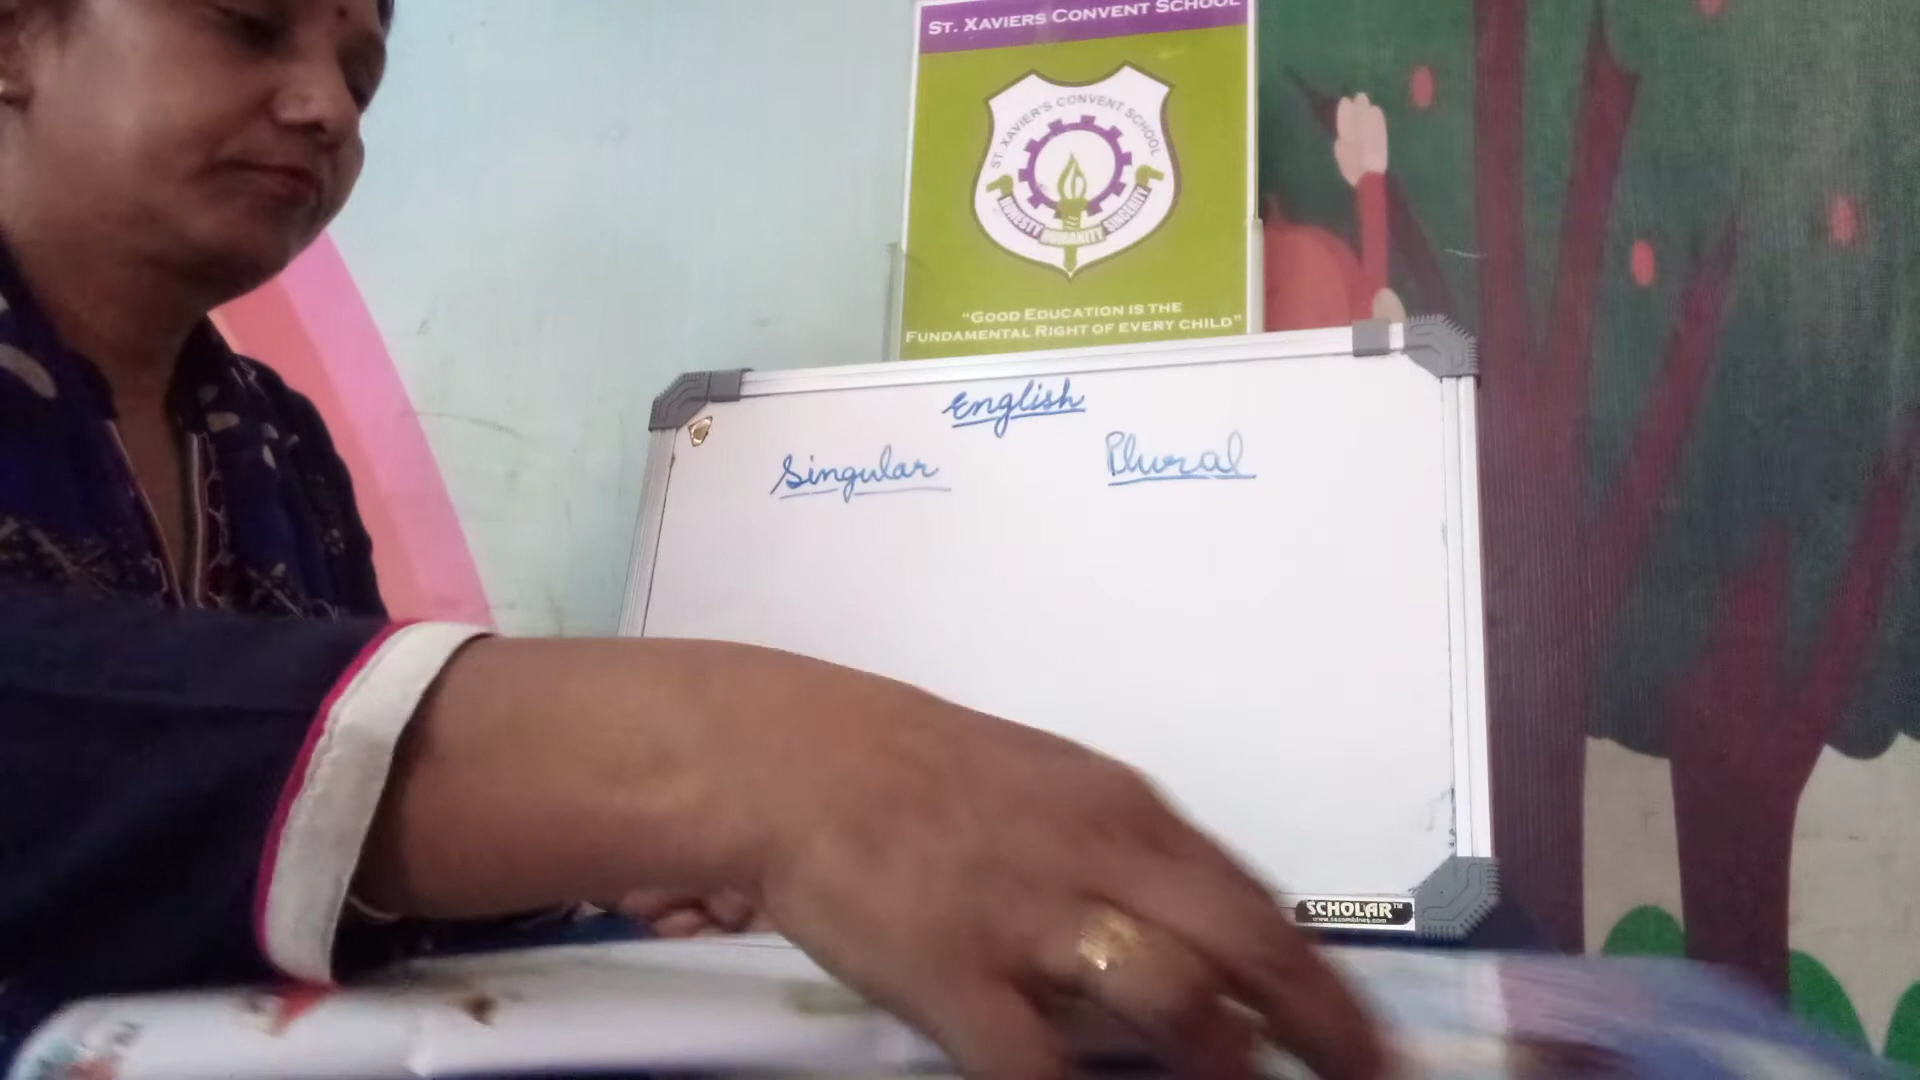 ST. XAVIERS CONVENT SCHOOL
ST XAVIER'S CONVENT SCHOOL
HONESTY HUMANITY SINCERITY
"GOOD EDUCATION IS THE
FUNDAMENTAL RIGHT OF EVERY CHILD"
English
Singular Plural
SCHOLAR™